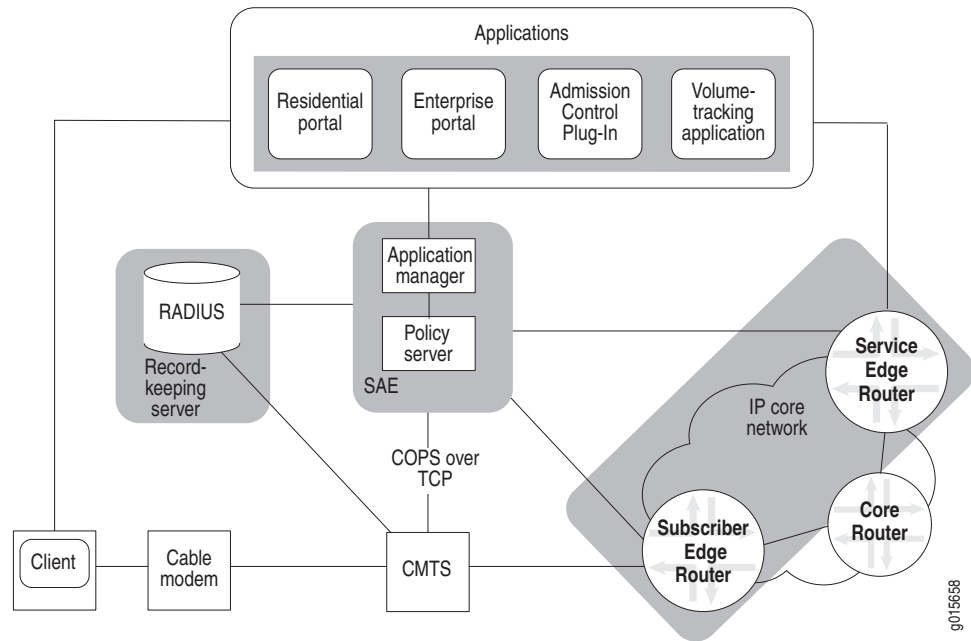 Applications
Residential
portal
Enterprise
portal
Admission
Control
Plug-In
Volume-
tracking
application
Application
manager
Policy
server
SAE
RADIUS
Record-
keeping
server
COPS over
TCP
Service
Edge
Router
IP core
network
Core
Router
Subscriber
Edge
Router
Client
Cable
modem
CMTS
g015658